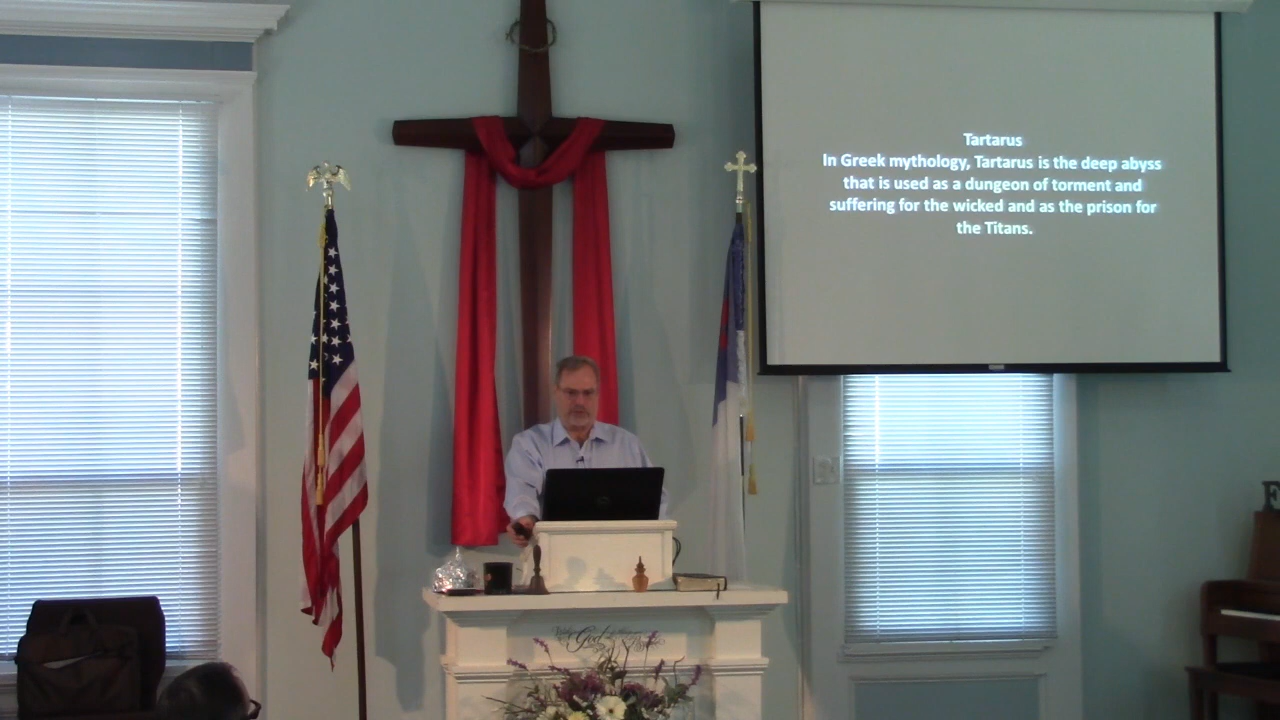 Tartarus
In Greek mythology, Tartarus is the deep abyss
that is used as a dungeon of torment and
suffering for the wicked and as the prison for
the Titans.
God